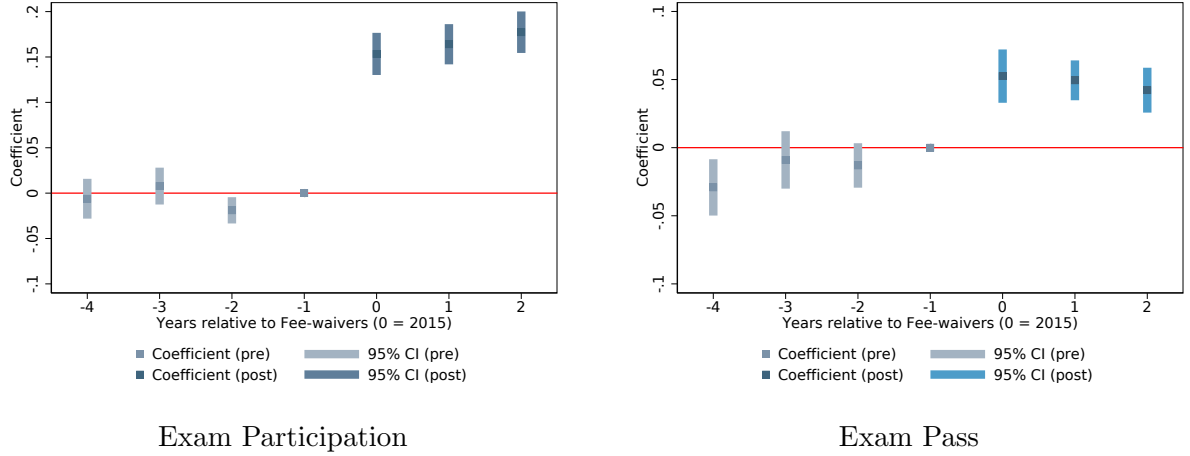 .2
.15
.1
.05
0
-.05
-.1
Coefficient
-4 -3 -2 -1 0 1 2
Years relative to Fee-waivers (0 = 2015)
Coefficient (pre) 95% CI (pre)
Coefficient (post) 95% CI (post)
Exam Participation
.1
.05
0
-.05
-.1
Coefficient
-4 -3 -2 -1 0 1 2
Years relative to Fee-waivers (0 = 2015)
Coefficient (pre) 95% CI (pre)
Coefficient (post) 95% CI (post)
Exam Pass